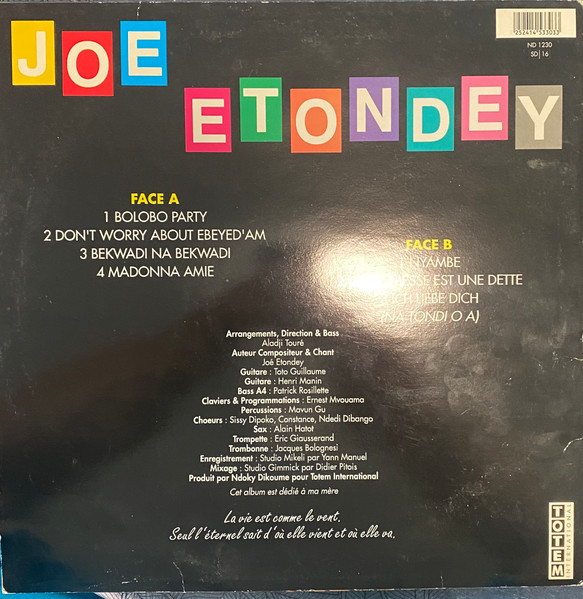 JOE
ETONDEY
2 252414 533033
ND 1230
SD|16
FACE A
1 BOLOBO PARTY
2 DON'T WORRY ABOUT EBEYED'AM
3 BEKWADI NA BEKWADI
4 MADONNA AMIE
FACE B
NYAMBE
EST UNE DETTE
ICH LIEBE DICH
(NA TONDI O A)
Arrangements, Direction & Bass
Aladji Touré
Auteur Compositeur & Chant
Joé Etondey
Guitare : Toto Guillaume
Guitare : Henri Manin
Bass A4 : Patrick Rosillette
Claviers & Programmations : Ernest Mvouama
Percussions : Mavun Gu
Choeurs : Sissy Dipoko, Constance, Ndedi Dibango
Sax : Alain Hatot
Trompette : Eric Giausserand
Trombonne : Jacques Bolognesi
Enregistrement : Studio Mikeli par Yann Manuel
Mixage : Studio Gimmick par Didier Pitois
Produit par Ndoky Dikoume pour Totem International
Cet album est dédié à ma mère
La vie est comme le vent.
Seul l'éternel sait d'où elle vient et où elle va.
TOTEM
INTERNATIONAL